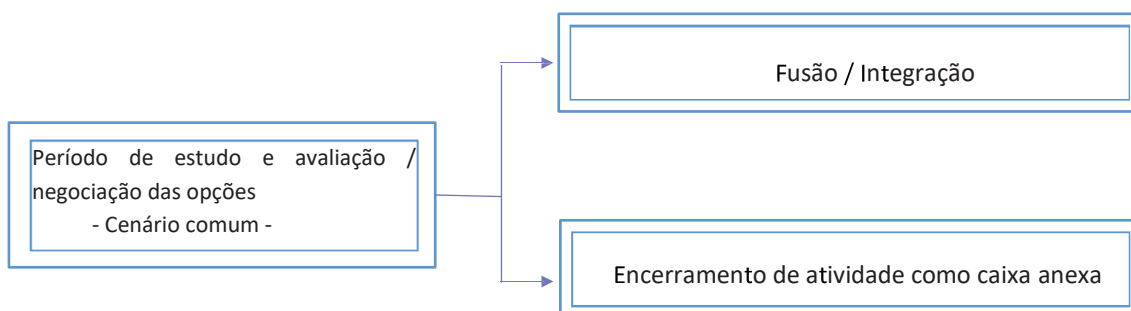 Período de estudo e avaliação /
negociação das opções
- Cenário comum -
Fusão / Integração
Encerramento de atividade como caixa anexa